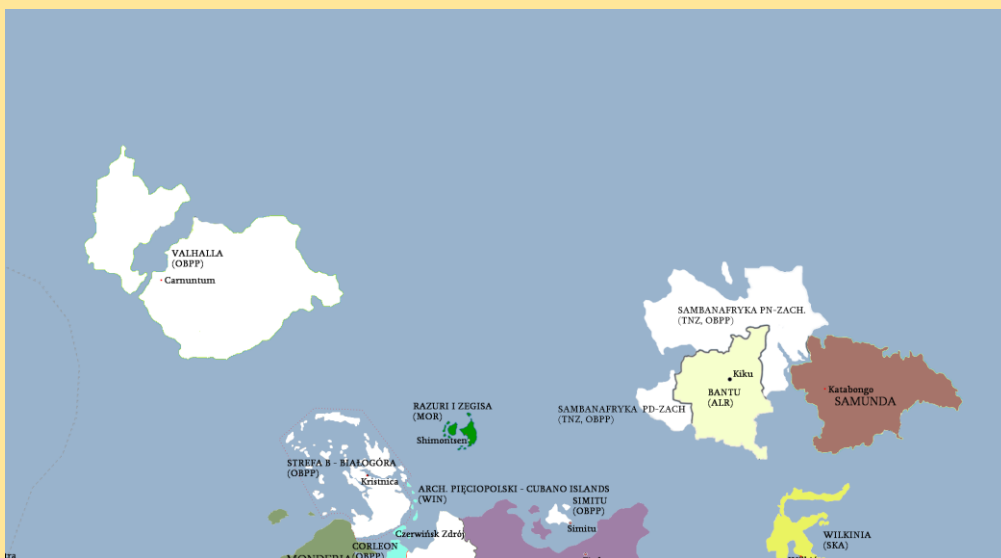 VALHALLA
(OBPP)
Carnuntum
SAMBANAFRYKA PN-ZACH.
(TNZ, OBPP)
Kiku
BANTU
(ALR)
Katabongo
SAMUNDA
RAZURI I ZEGISA
(MOR)
Shimontsen
SAMBANAFRYKA PD-ZACH
(TNZ, OBPP)
STREFA B - BIAŁOGÓRA
(OBPP)
Kristnica
ARCH. PIĘCIOPOLSKI - CUBANO ISLANDS
(WIN)
SIMITU
(OBPP)
Simitu
Czerwińsk Zdrój
WILKINIA
(SKA)
CORLEON
(OBPP)